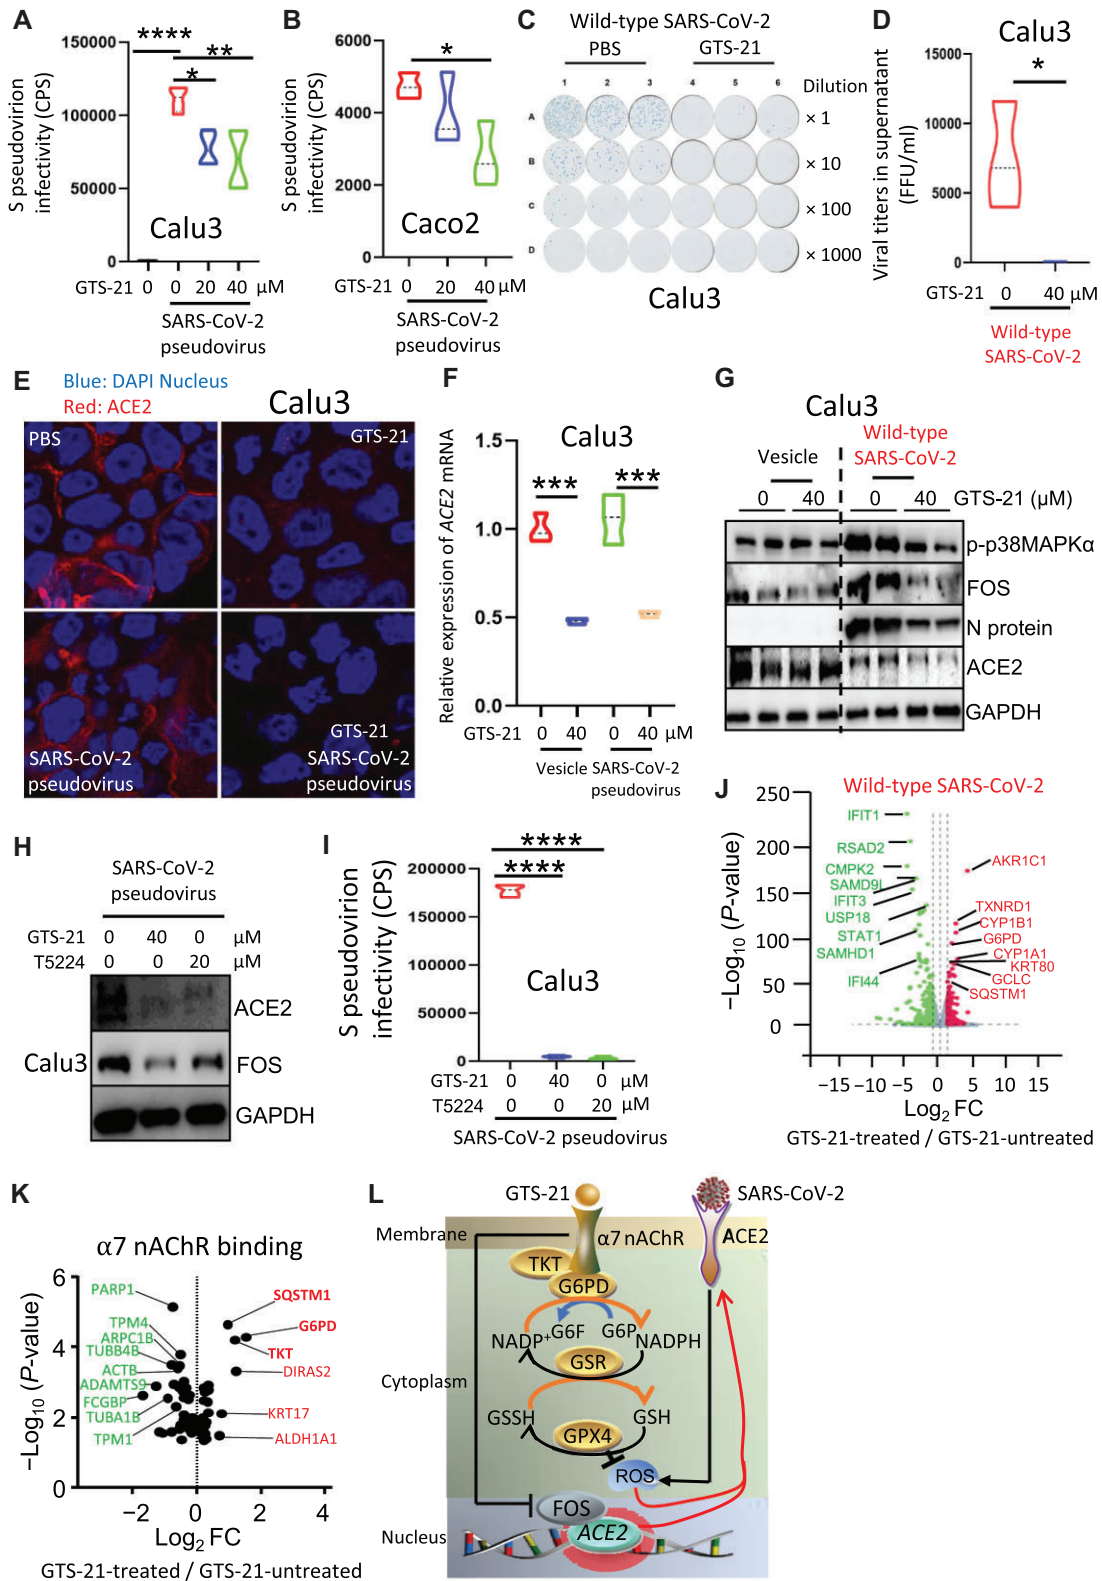 A
****
**
*
150000
100000
50000
0
S pseudovirion
infectivity (CPS)
Calu3
GTS-21 0 0 20 40 μM
SARS-CoV-2
pseudovirus
B
*
6000
4000
2000
0
S pseudovirion
infectivity (CPS)
Caco2
GTS-21 0 20 40 μM
SARS-CoV-2
pseudovirus
C
Wild-type SARS-CoV-2
PBS GTS-21
1 2 3 4 5 6 Dilution
A × 1
B × 10
C × 100
D × 1000
Calu3
D
Calu3
*
15000
10000
5000
0
Viral titers in supernatant
(FFU/ml)
GTS-21 0 40 μM
Wild-type
SARS-CoV-2
E
Blue: DAPI Nucleus
Red: ACE2
Calu3
PBS
GTS-21
SARS-CoV-2
pseudovirus
GTS-21
SARS-CoV-2
pseudovirus
F
Calu3
1.5
1.0
0.5
0.0
*** ***
Relative expression of ACE2 mRNA
GTS-21 0 40 0 40 μM
Vesicle SARS-CoV-2
pseudovirus
G
Calu3
Wild-type
SARS-CoV-2
Vesicle
0 40 0 40 GTS-21 (μM)
p-p38MAPKα
FOS
N protein
ACE2
GAPDH
H
SARS-CoV-2
pseudovirus
GTS-21 0 40 0 μM
T5224 0 0 20 μM
ACE2
Calu3 FOS
GAPDH
I
****
****
200000
150000
100000
50000
0
S pseudovirion
infectivity (CPS)
Calu3
GTS-21 0 40 0 μM
T5224 0 0 20 μM
SARS-CoV-2 pseudovirus
J
Wild-type SARS-CoV-2
250
200
150
100
50
0
−Log10 (P-value)
IFIT1
RSAD2
CMPK2
SAMD9L
IFIT3
USP18
STAT1
SAMHD1
IFI44
AKR1C1
TXNRD1
CYP1B1
G6PD
CYP1A1
KRT80
GCLC
SQSTM1
−15 −10 −5 0 5 10 15
Log2 FC
GTS-21-treated / GTS-21-untreated
K
α7 nAChR binding
6
4
2
0
−Log10 (P-value)
PARP1
TPM4
ARPC1B
TUBB4B
ACTB
ADAMTS9
FCGBP
TUBA1B
TPM1
SQSTM1
G6PD
TKT
DIRAS2
KRT17
ALDH1A1
−2 0 2 4
Log2 FC
GTS-21-treated / GTS-21-untreated
L
GTS-21 SARS-CoV-2
Membrane α7 nAChR ACE2
TKT
G6PD
NADP+ G6F G6P NADPH
GSR
Cytoplasm
GSSH GSH
GPX4
ROS
FOS
Nucleus ACE2